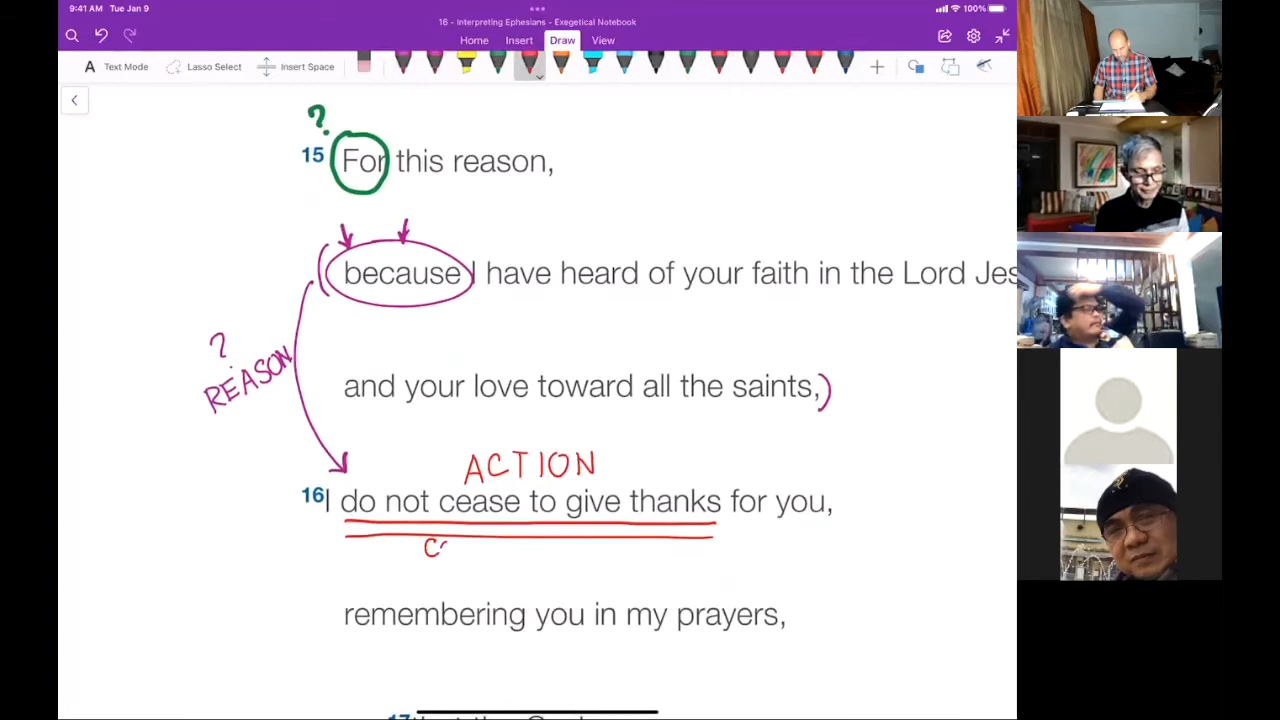 9:41 AM Tue Jan 9
100%
16 - Interpreting Ephesians - Exegetical Notebook
Home Insert Draw View
A Text Mode Lasso Select Insert Space
?
15 For this reason,
because I have heard of your faith in the Lord Jes
?
REASON
and your love toward all the saints,)
ACTION
16 I do not cease to give thanks for you,
remembering you in my prayers,